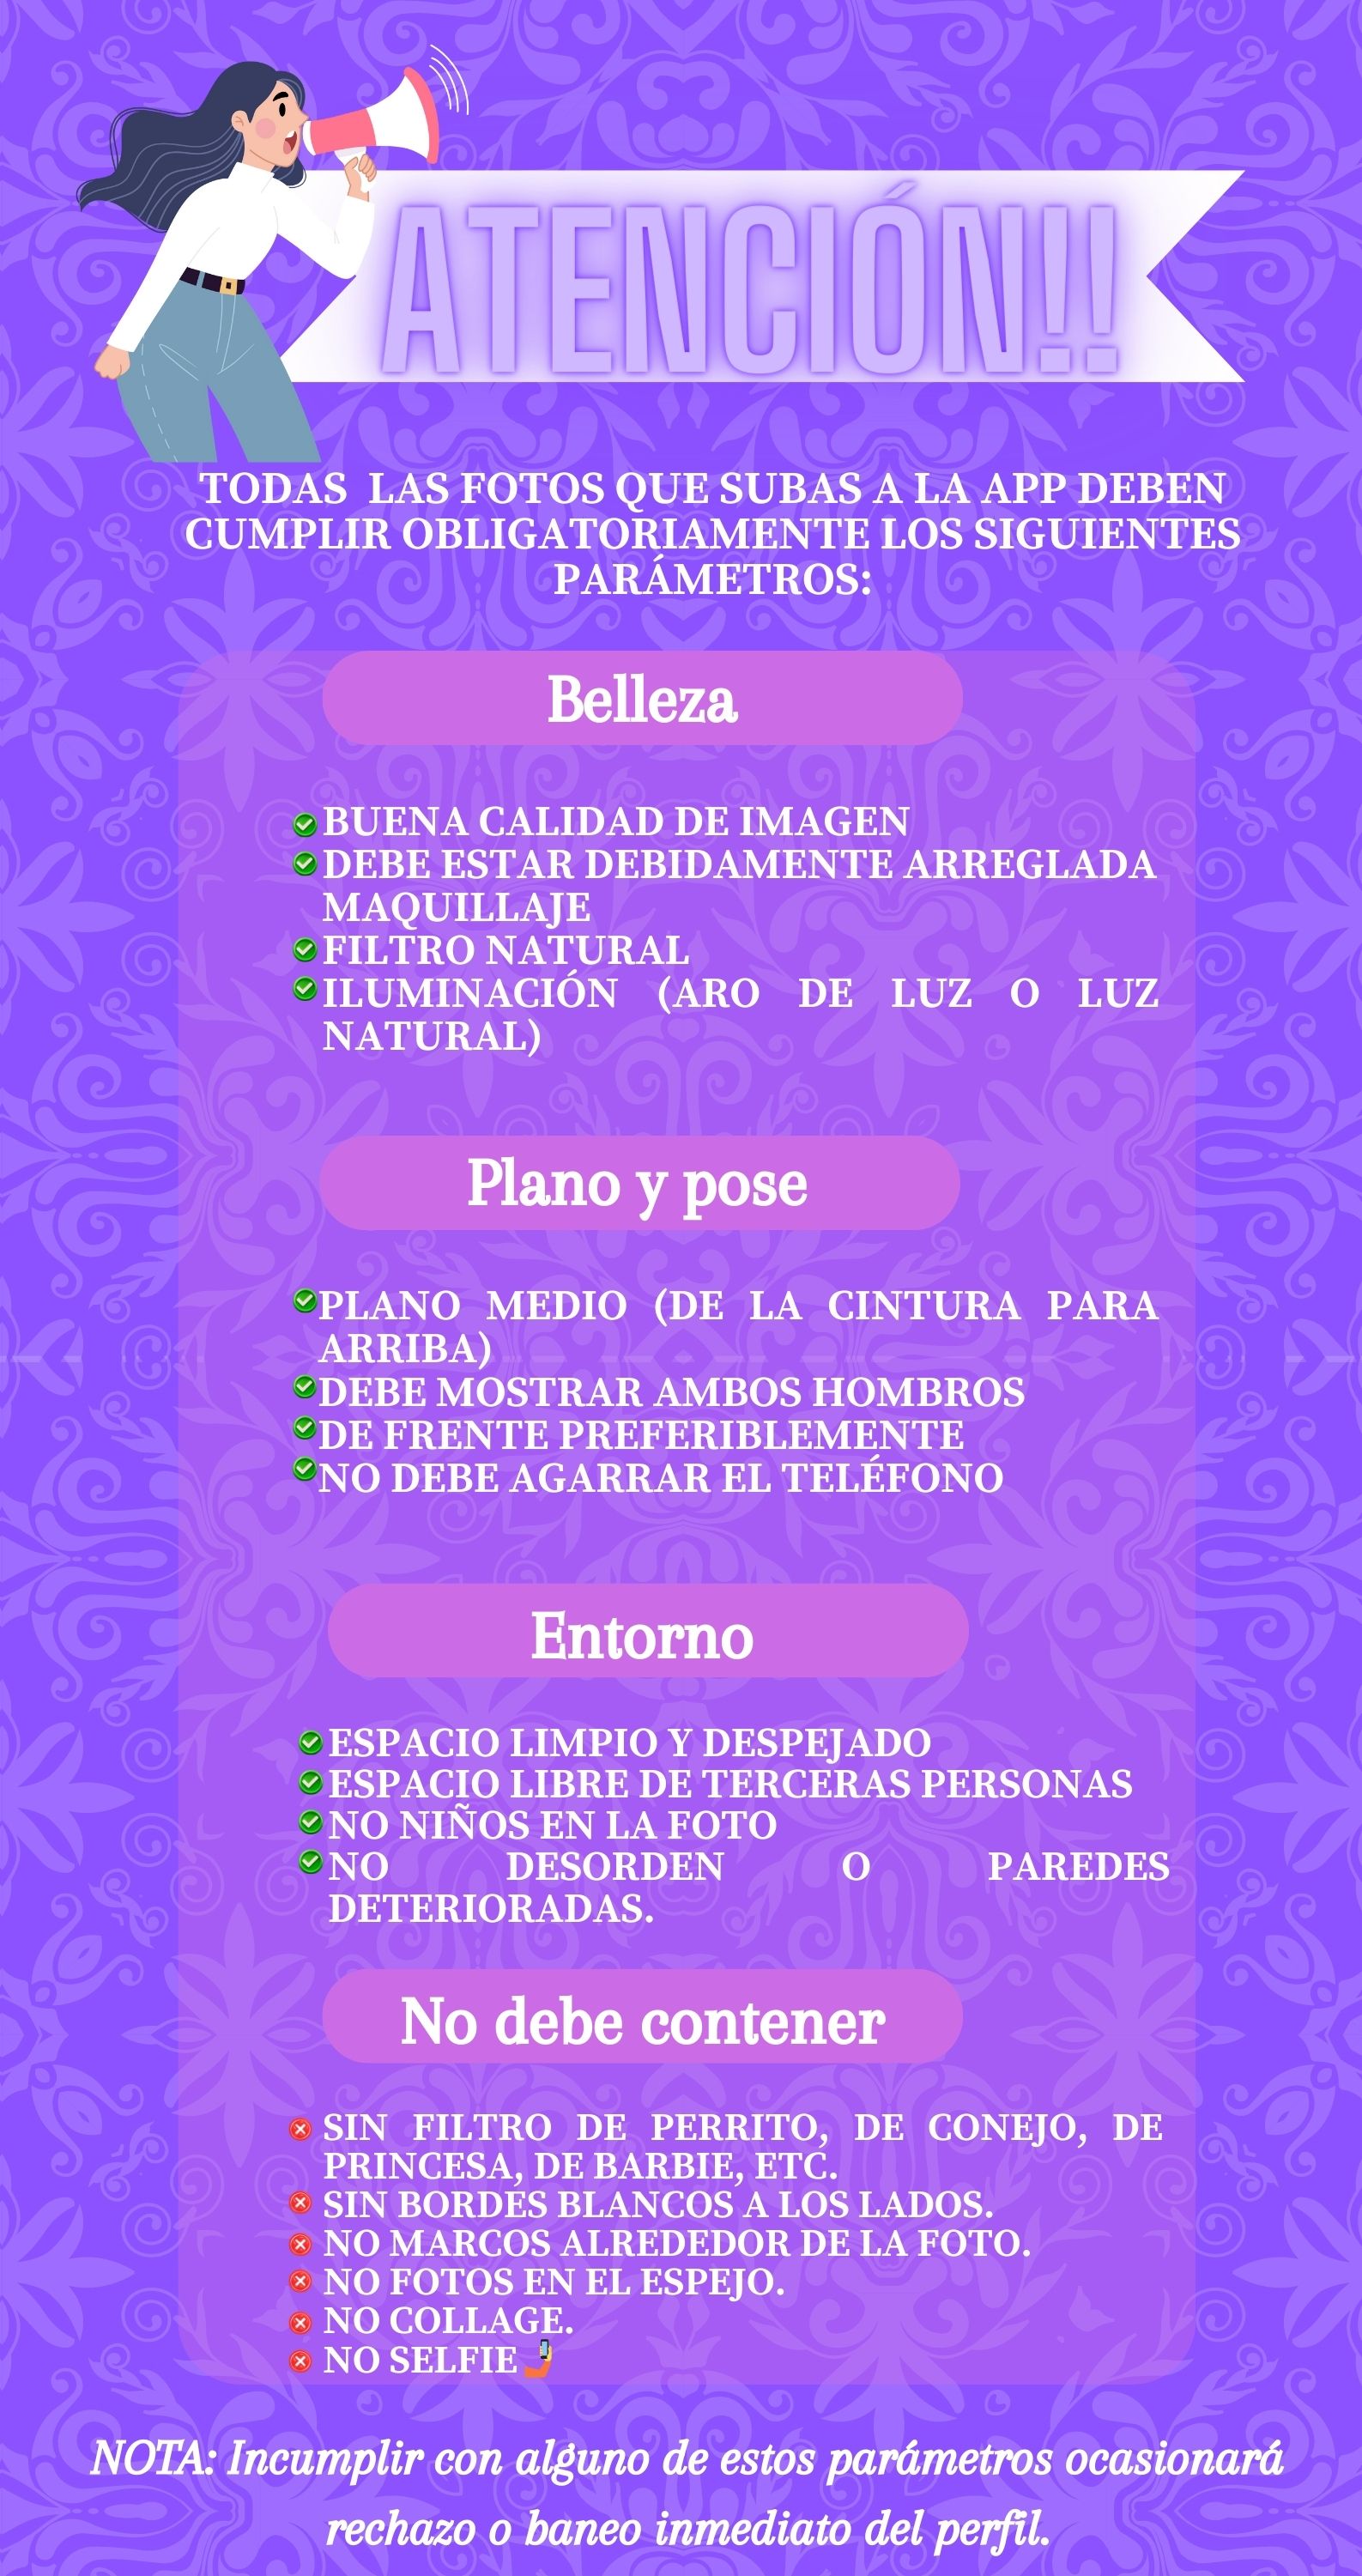 ATENCIÓN!!
TODAS LAS FOTOS QUE SUBAS A LA APP DEBEN
CUMPLIR OBLIGATORIAMENTE LOS SIGUIENTES
PARÁMETROS:
Belleza
BUENA CALIDAD DE IMAGEN
DEBE ESTAR DEBIDAMENTE ARREGLADA
MAQUILLAJE
FILTRO NATURAL
ILUMINACIÓN (ARO DE LUZ O LUZ
NATURAL)
Plano y pose
PLANO MEDIO (DE LA CINTURA PARA
ARRIBA)
DEBE MOSTRAR AMBOS HOMBROS
DE FRENTE PREFERIBLEMENTE
NO DEBE AGARRAR EL TELÉFONO
Entorno
ESPACIO LIMPIO Y DESPEJADO
ESPACIO LIBRE DE TERCERAS PERSONAS
NO NIÑOS EN LA FOTO
NO DESORDEN O PAREDES
DETERIORADAS.
No debe contener
SIN FILTRO DE PERRITO, DE CONEJO, DE
PRINCESA, DE BARBIE, ETC.
SIN BORDES BLANCOS A LOS LADOS.
NO MARCOS ALREDEDOR DE LA FOTO.
NO FOTOS EN EL ESPEJO.
NO COLLAGE.
NO SELFIE
NOTA: Incumplir con alguno de estos parámetros ocasionará
rechazo o baneo inmediato del perfil.